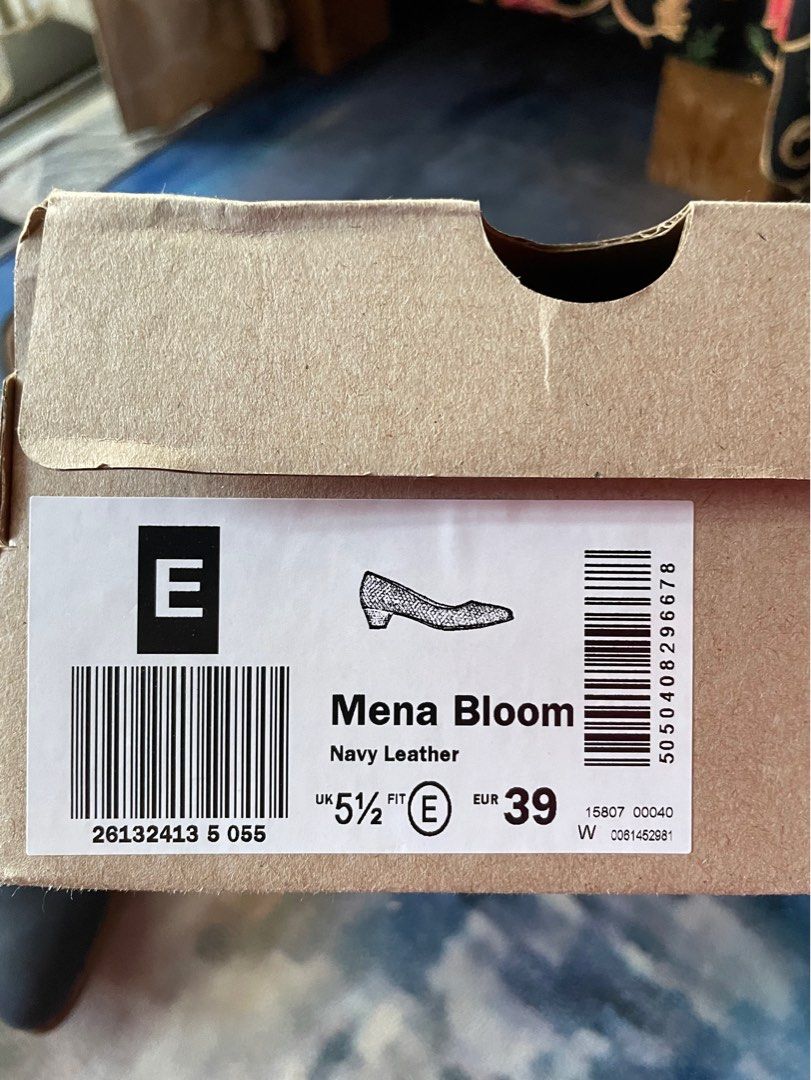 E
26132413 5 055
Mena Bloom
Navy Leather
UK 5½ FIT E EUR 39
5050408296678
15807 00040
W 0061452981